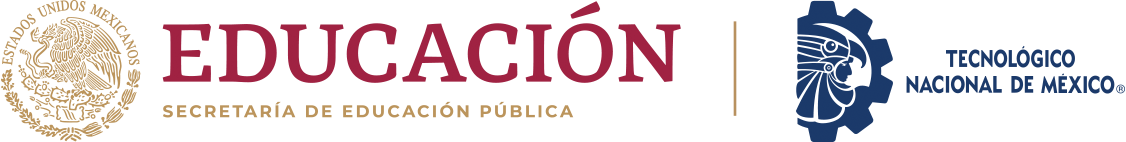 ESTADOS UNIDOS MEXICANOS
EDUCACIÓN
SECRETARÍA DE EDUCACIÓN PÚBLICA
TECNOLÓGICO
NACIONAL DE MÉXICO®